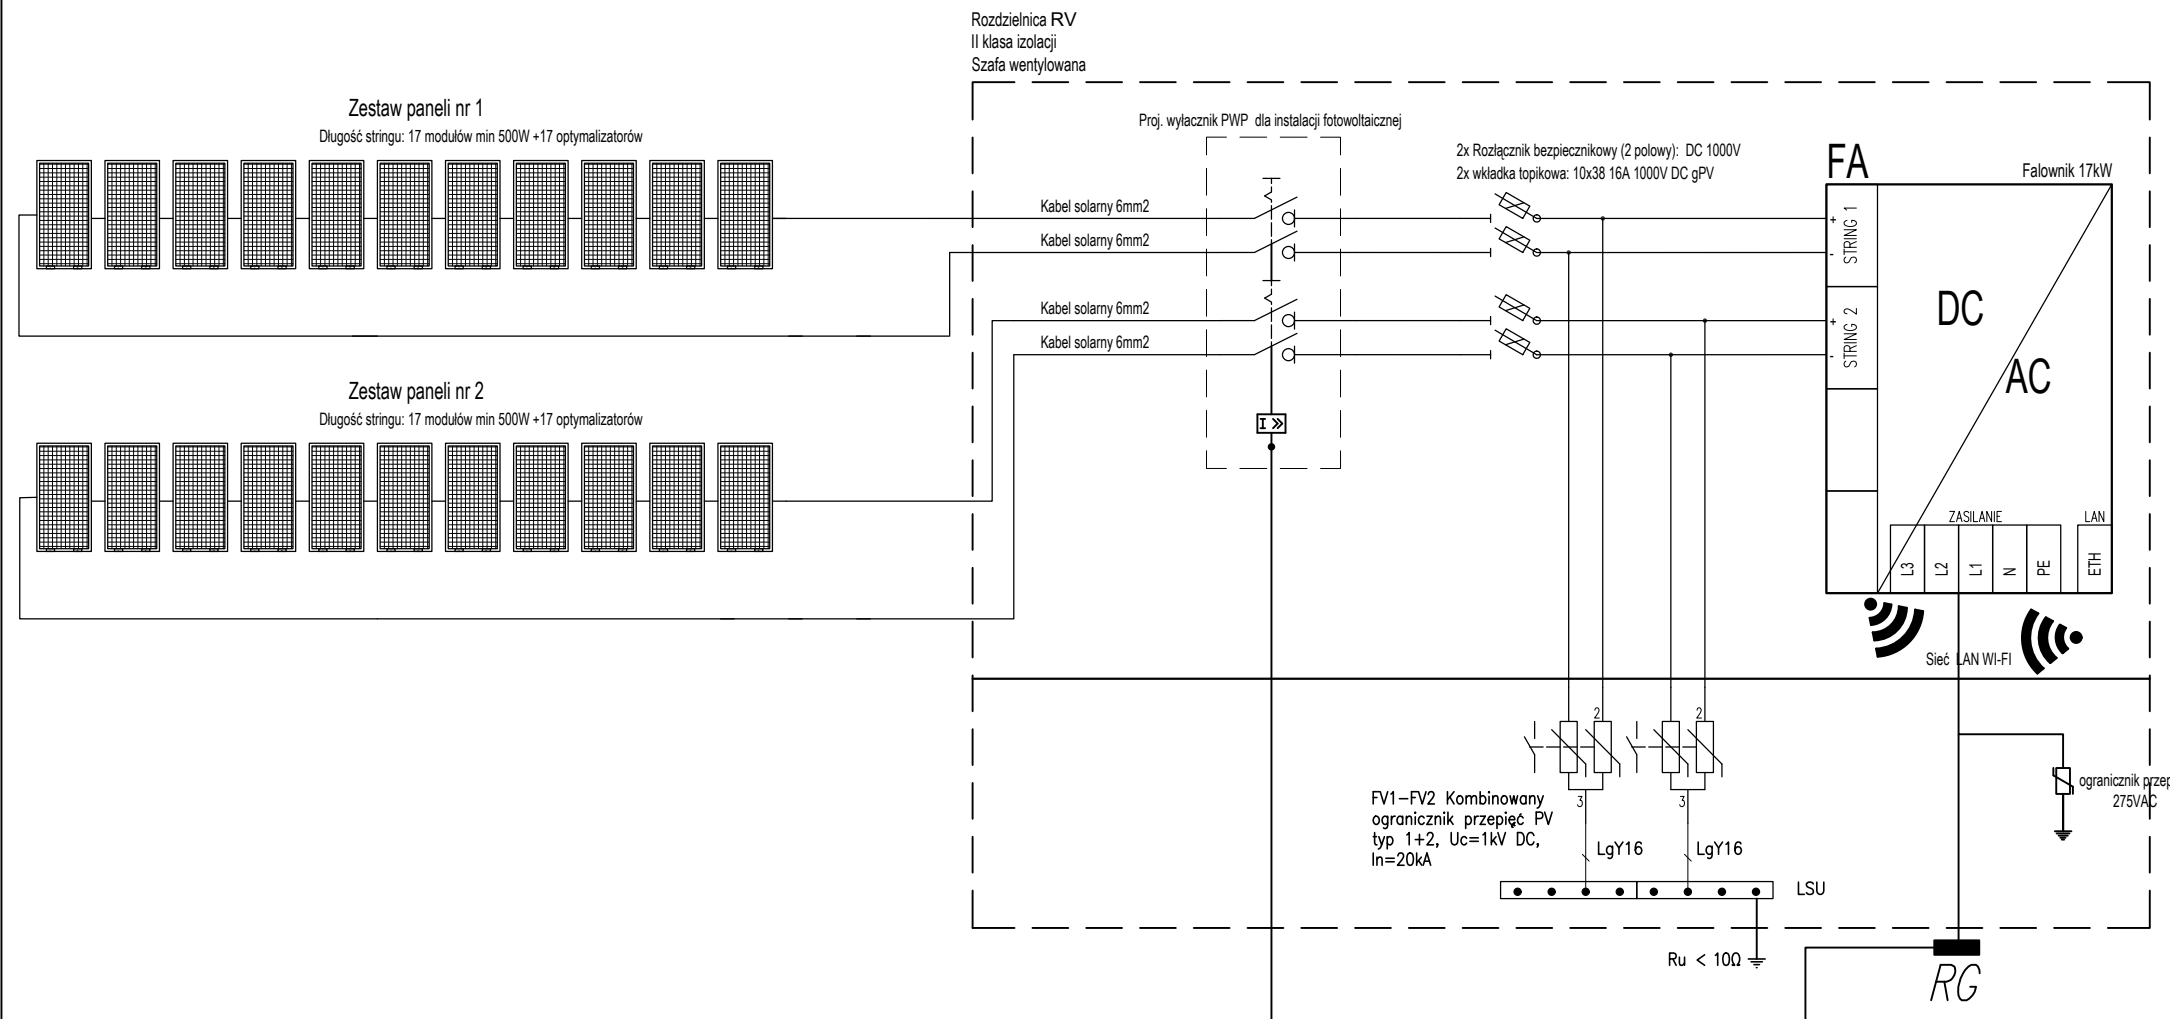 Rozdzielnica RV
II klasa izolacji
Szafa wentylowana
Zestaw paneli nr 1
Długość stringu: 17 modułów min 500W +17 optymalizatorów
Proj. wyłacznik PWP dla instalacji fotowoltaicznej
2x Rozłącznik bezpiecznikowy (2 polowy): DC 1000V
2x wkładka topikowa: 10x38 16A 1000V DC gPV
FA
Falownik 17kW
Kabel solarny 6mm2
Kabel solarny 6mm2
Kabel solarny 6mm2
Kabel solarny 6mm2
+
STRING 1
-
+
STRING 2
-
DC
AC
Zestaw paneli nr 2
Długość stringu: 17 modułów min 500W +17 optymalizatorów
I
ZASILANIE
LAN
L3
L2
L1
N
PE
ETH
Sieć LAN WI-FI
2
2
3
3
FV1-FV2 Kombinowany
ogranicznik przepięć PV
typ 1+2, Uc=1kV DC,
In=20kA
LgY16
LgY16
LSU
ogranicznik przep
275VAC
Ru < 10Ω
RG